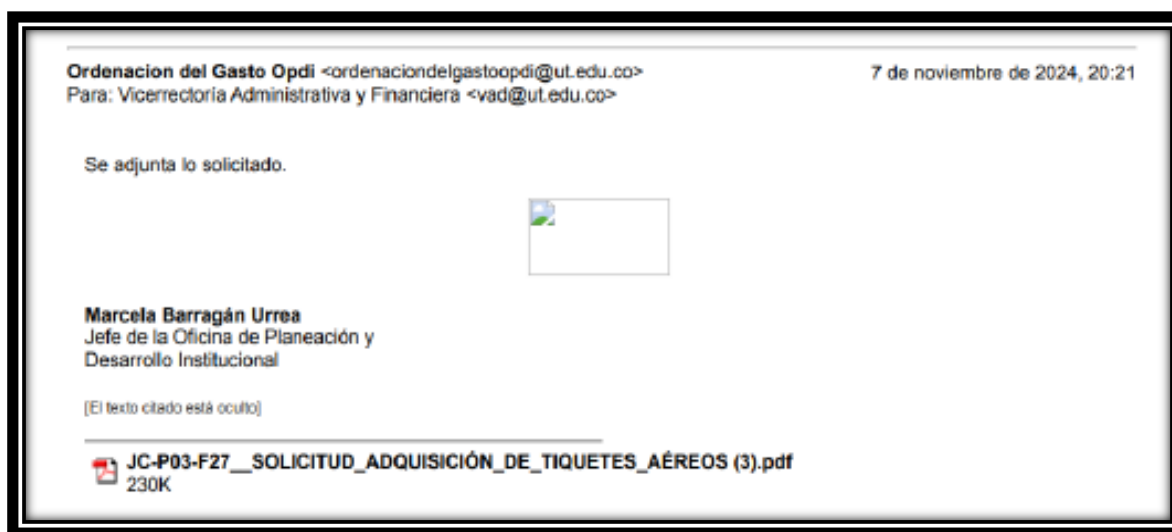 Ordenacion del Gasto Opdi <ordenaciondelgastoopdi@ut.edu.co> 7 de noviembre de 2024, 20:21
Para: Vicerrectoría Administrativa y Financiera <vad@ut.edu.co>
Se adjunta lo solicitado.
Marcela Barragán Urrea
Jefe de la Oficina de Planeación y
Desarrollo Institucional
[El texto citado está oculto]
JC-P03-F27__SOLICITUD_ADQUISICIÓN_DE_TIQUETES_AÉREOS (3).pdf
230K